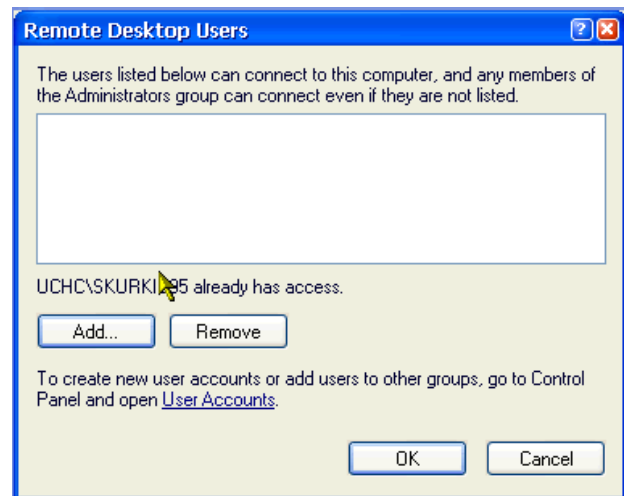 Remote Desktop Users
The users listed below can connect to this computer, and any members of
the Administrators group can connect even if they are not listed.
already has access.
Add...
Remove
To create new user accounts or add users to other groups, go to Control
Panel and open User Accounts.
OK
Cancel